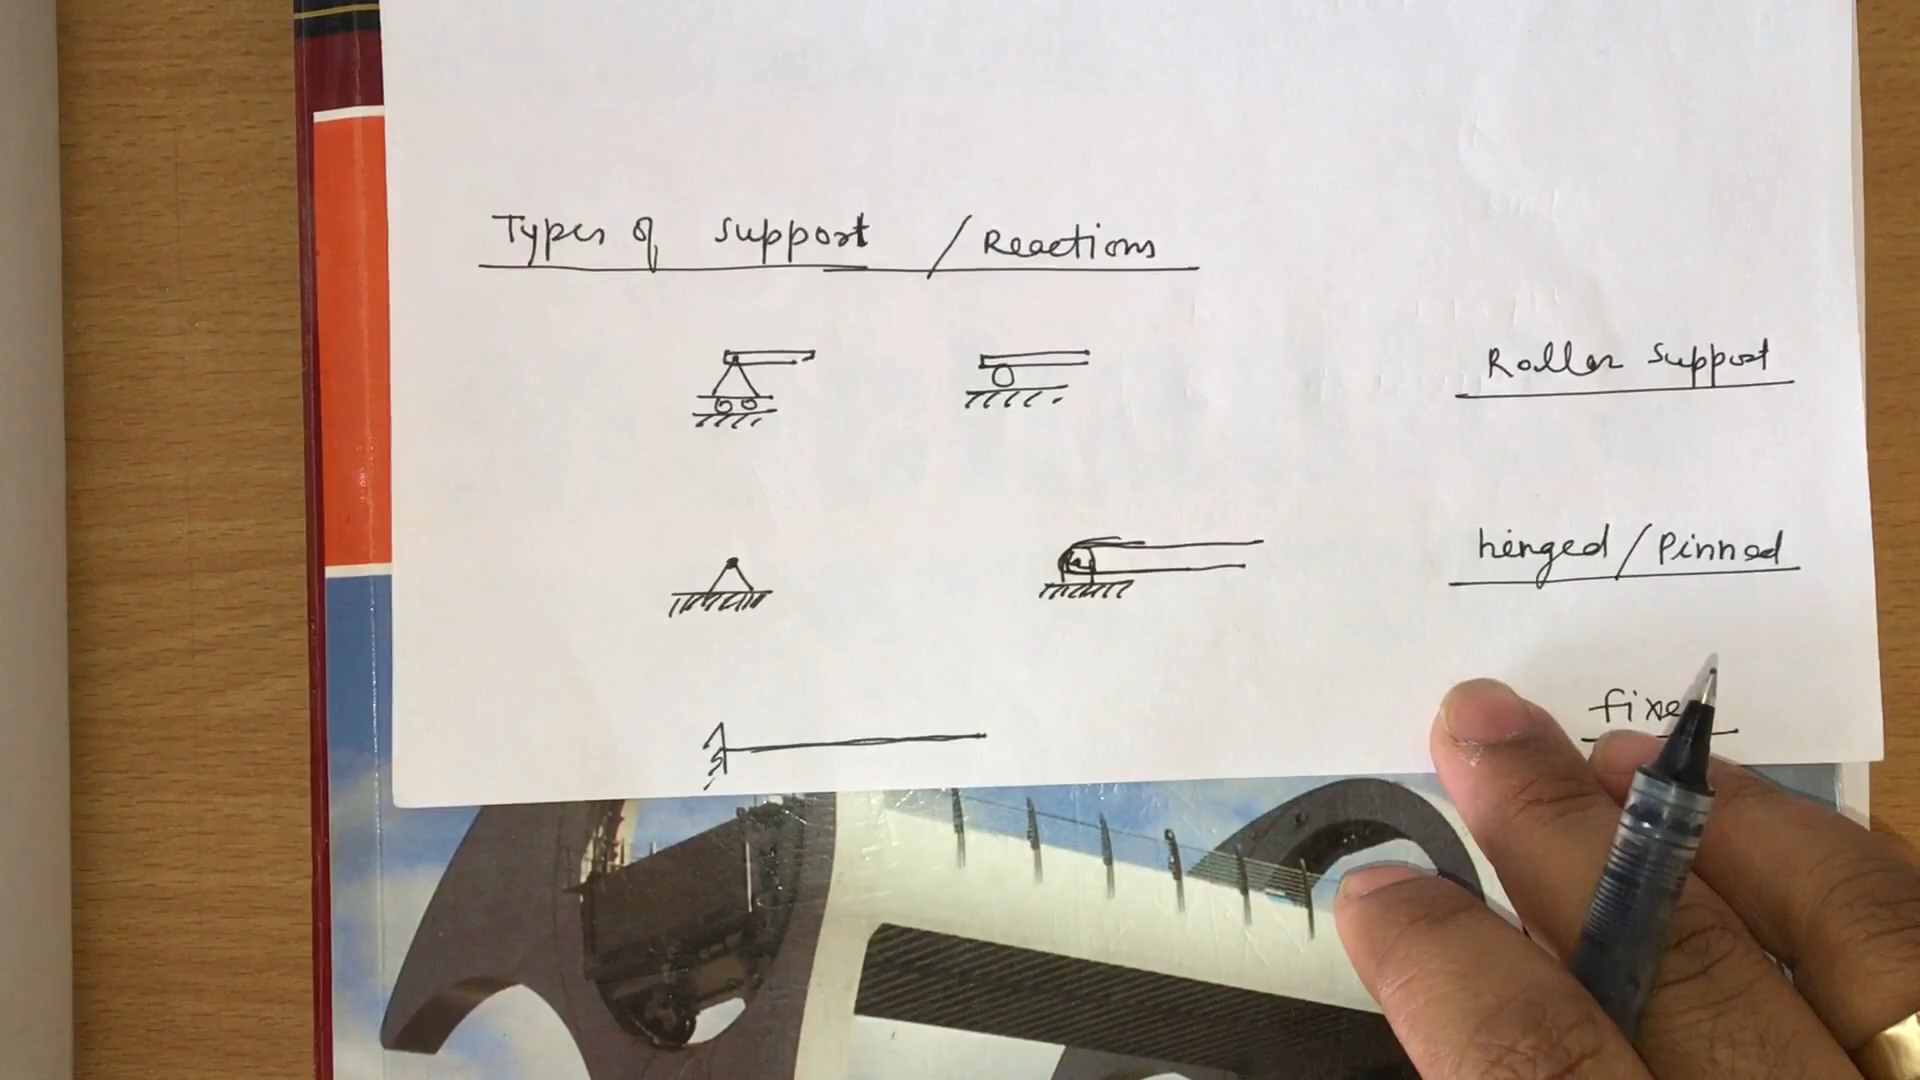 Types of support / Reactions
Roller support
hinged / Pinned
fixe